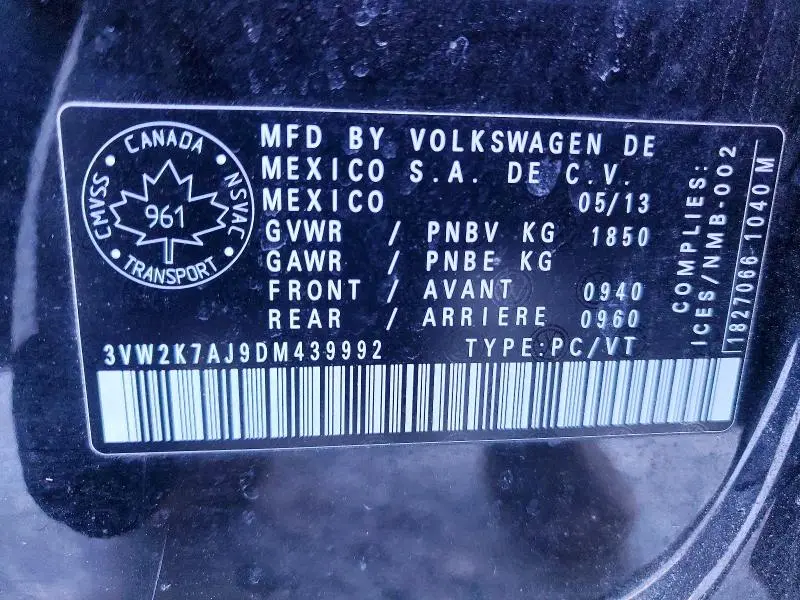 CANADA
CMVSS
NSVAC
961
TRANSPORT
MFD BY VOLKSWAGEN DE
MEXICO S.A. DE C.V.
MEXICO 05/13
GVWR / PNBV KG 1850
GAWR / PNBE KG
FRONT / AVANT 0940
REAR / ARRIERE 0960
3VW2K7AJ9DM439992 TYPE:PC/VT
COMPLIES:
ICES/NMB-002
1827066 1040 M